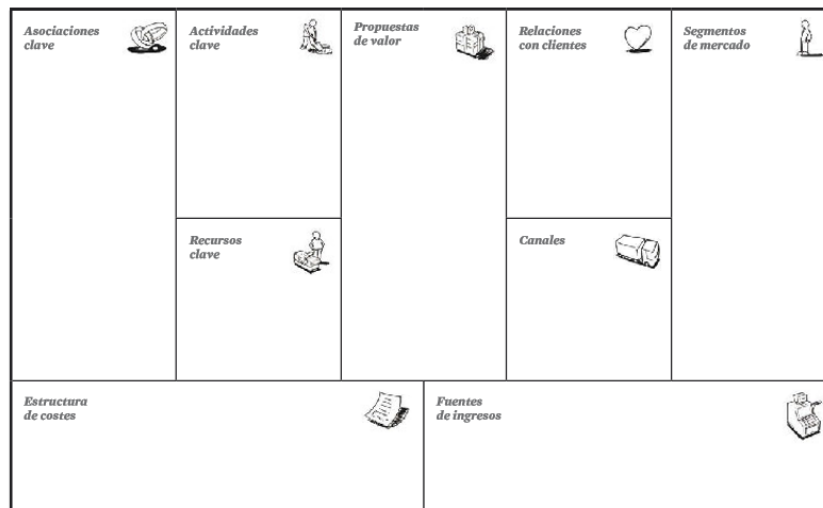 Asociaciones
clave
Actividades
clave
Propuestas
de valor
Relaciones
con clientes
Segmentos
de mercado
Recursos
clave
Canales
Estructura
de costes
Fuentes
de ingresos